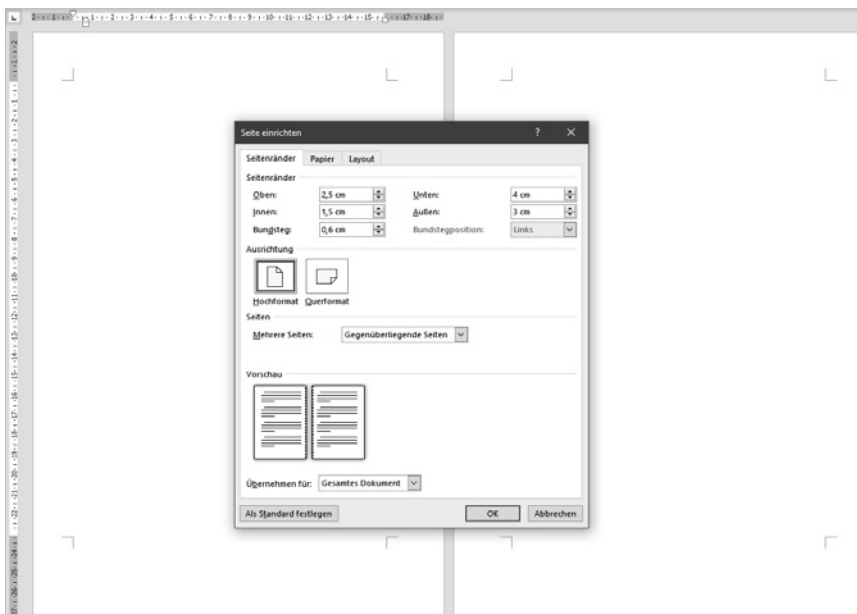 Seite einrichten ? ×
Seitenränder Papier Layout
Seitenränder
Oben: 2,5 cm Unten: 4 cm
Innen: 1,5 cm Außen: 3 cm
Bundsteg: 0,6 cm Bundstegposition: Links
Ausrichtung
Hochformat Querformat
Seiten
Mehrere Seiten: Gegenüberliegende Seiten
Vorschau
Übernehmen für: Gesamtes Dokument
Als Standard festlegen OK Abbrechen